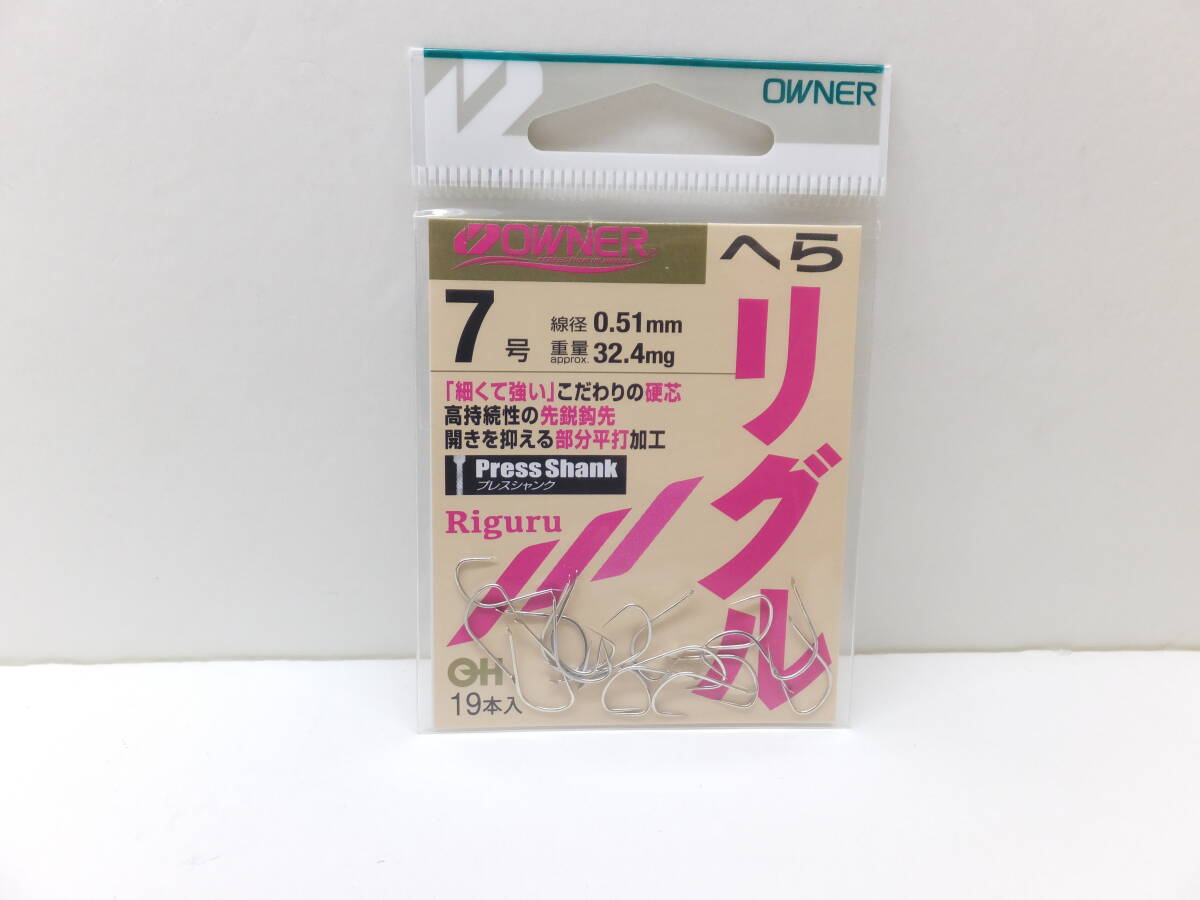 OWNER
OWNER
へら
リグル
7号
線径 0.51mm
重量 approx. 32.4mg
「細くて強い」こだわりの硬芯
高持続性の先鋭鈎先
開きを抑える部分平打加工
Press Shank
プレスシャンク
Riguru
OH
19本入